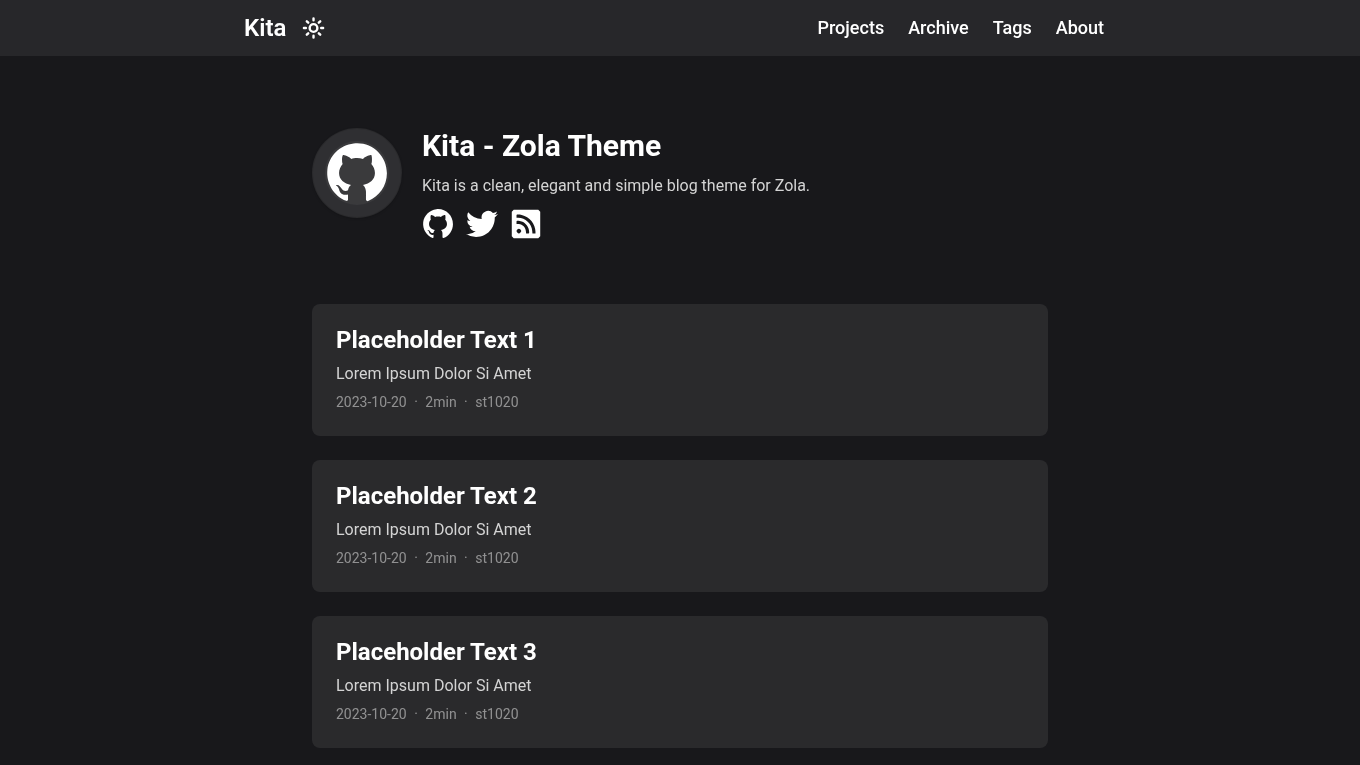 Kita
Projects
Archive
Tags
About
Kita - Zola Theme
Kita is a clean, elegant and simple blog theme for Zola.
Placeholder Text 1
Lorem Ipsum Dolor Si Amet
2023-10-20 · 2min · st1020
Placeholder Text 2
Lorem Ipsum Dolor Si Amet
2023-10-20 · 2min · st1020
Placeholder Text 3
Lorem Ipsum Dolor Si Amet
2023-10-20 · 2min · st1020